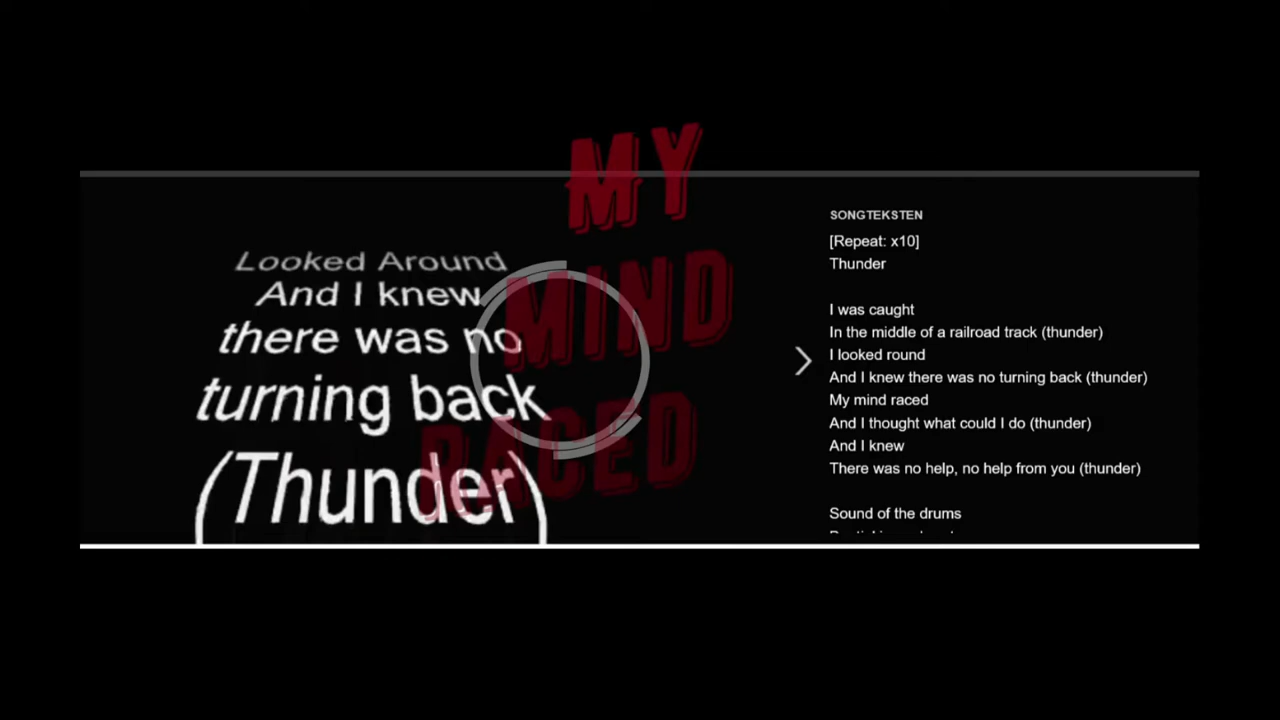 MY
MIND
RACED
Looked Around
And I knew
there was no
turning back
(Thunder)
SONGTEKSTEN
[Repeat: x10]
Thunder
I was caught
In the middle of a railroad track (thunder)
I looked round
And I knew there was no turning back (thunder)
My mind raced
And I thought what could I do (thunder)
And I knew
There was no help, no help from you (thunder)
Sound of the drums